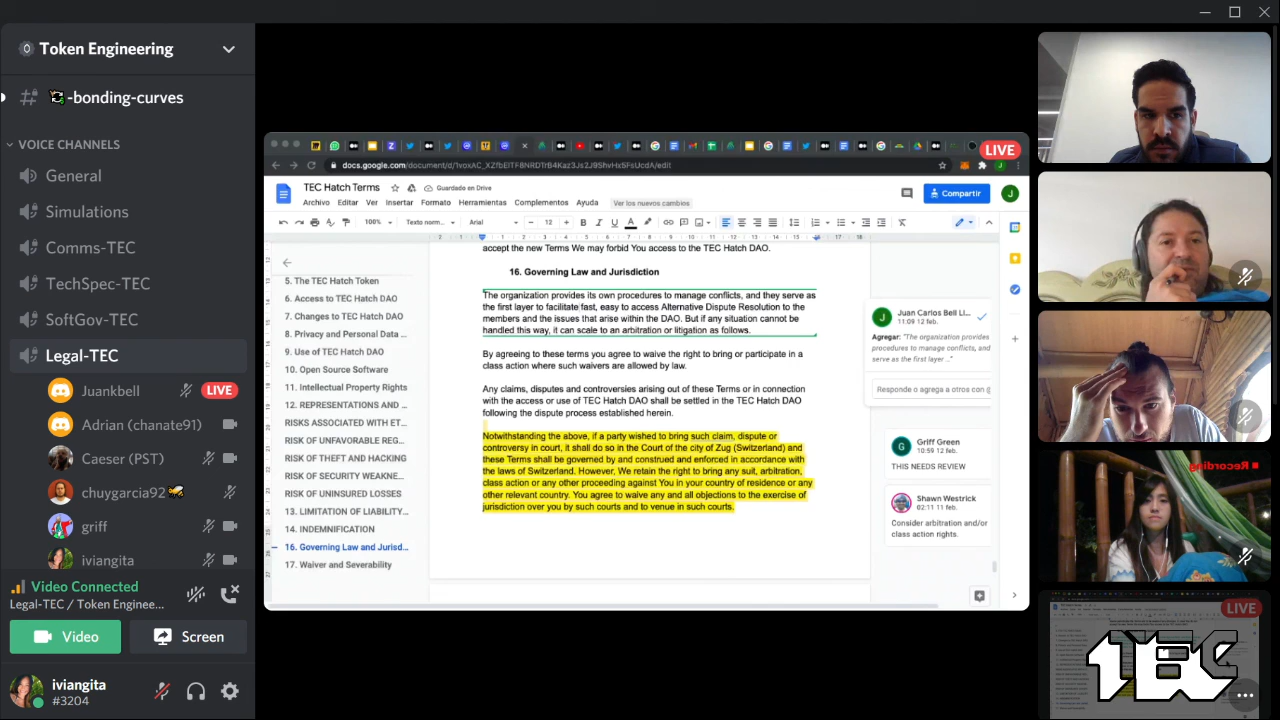 Token Engineering
-bonding-curves
VOICE CHANNELS
General
Simulations
Comms-TEC
TechSpec-TEC
SoftGov-TEC
Legal-TEC
Juankbell
LIVE
Adrian (chanate91)
Caeser (PST)
chuygarcia92
griff
iviangita
Video Connected
Legal-TEC / Token Enginee...
Video
Screen
iviangita
#3204
LIVE
TEC Hatch Terms
Guardado en Drive
Archivo Editar Ver Insertar Formato Herramientas Complementos Ayuda
Ver los nuevos cambios
Compartir
J
100%
Texto norm...
Arial
12
5. The TEC Hatch Token
6. Access to TEC Hatch DAO
7. Changes to TEC Hatch DAO
8. Privacy and Personal Data ...
9. Use of TEC Hatch DAO
10. Open Source Software
11. Intellectual Property Rights
12. REPRESENTATIONS AND ...
RISKS ASSOCIATED WITH ET...
RISK OF UNFAVORABLE REG...
RISK OF THEFT AND HACKING
RISK OF SECURITY WEAKNE...
RISK OF UNINSURED LOSSES
13. LIMITATION OF LIABILITY...
14. INDEMNIFICATION
16. Governing Law and Jurisd...
17. Waiver and Severability
accept the new Terms We may forbid You access to the TEC Hatch DAO.
16. Governing Law and Jurisdiction
The organization provides its own procedures to manage conflicts, and they serve as
the first layer to facilitate fast, easy to access Alternative Dispute Resolution to the
members and the issues that arise within the DAO. But if any situation cannot be
handled this way, it can scale to an arbitration or litigation as follows.
By agreeing to these terms you agree to waive the right to bring or participate in a
class action where such waivers are allowed by law.
Any claims, disputes and controversies arising out of these Terms or in connection
with the access or use of TEC Hatch DAO shall be settled in the TEC Hatch DAO
following the dispute process established herein.
Notwithstanding the above, if a party wished to bring such claim, dispute or
controversy in court, it shall do so in the Court of the city of Zug (Switzerland) and
these Terms shall be governed by and construed and enforced in accordance with
the laws of Switzerland. However, We retain the right to bring any suit, arbitration,
class action or any other proceeding against You in your country of residence or any
other relevant country. You agree to waive any and all objections to the exercise of
jurisdiction over you by such courts and to venue in such courts.
J
Juan Carlos Bell Ll...
11:09 12 feb.
Agregar: "The organization provides
procedures to manage conflicts, and
serve as the first layer ..."
Responde o agrega a otros con @
G
Griff Green
10:59 12 feb.
THIS NEEDS REVIEW
Shawn Westrick
02:11 11 feb.
Consider arbitration and/or
class action rights.
Recording
LIVE
TEC